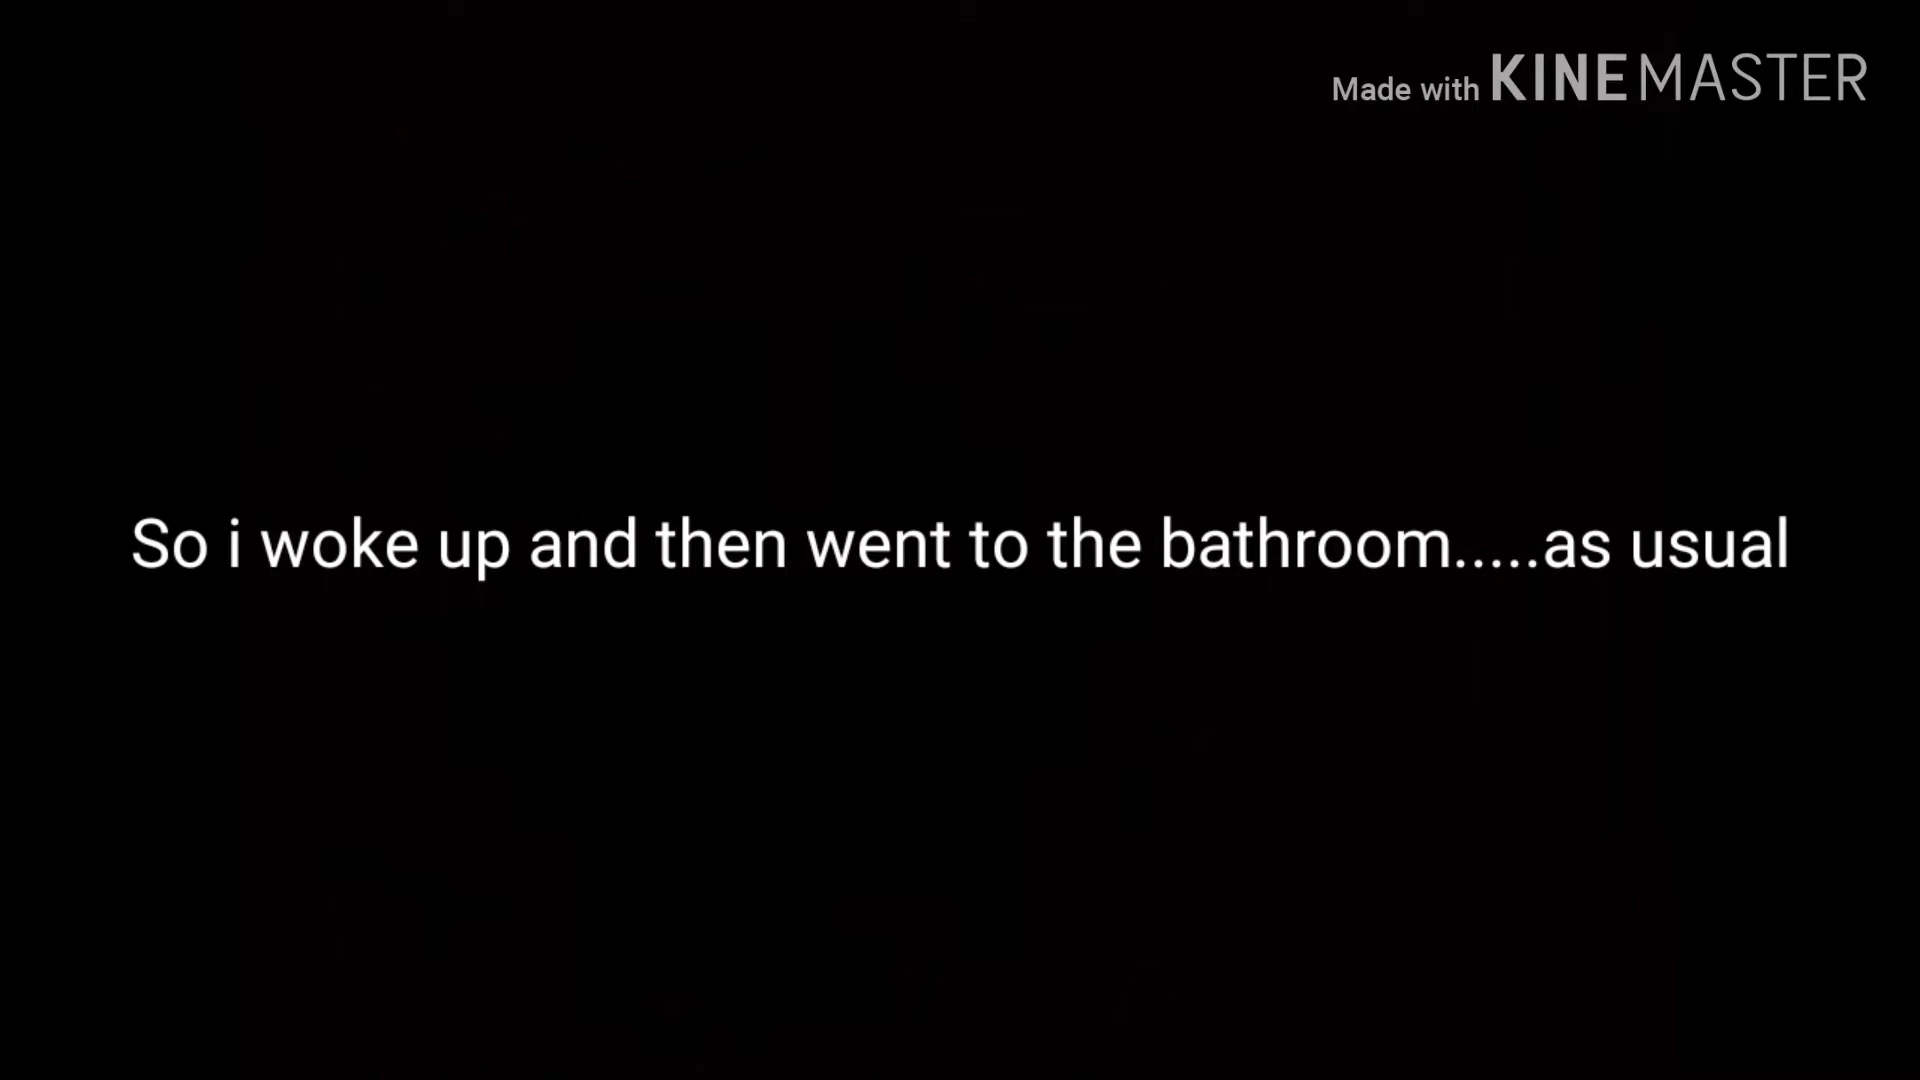 Made with KINEMASTER
So i woke up and then went to the bathroom.....as usual